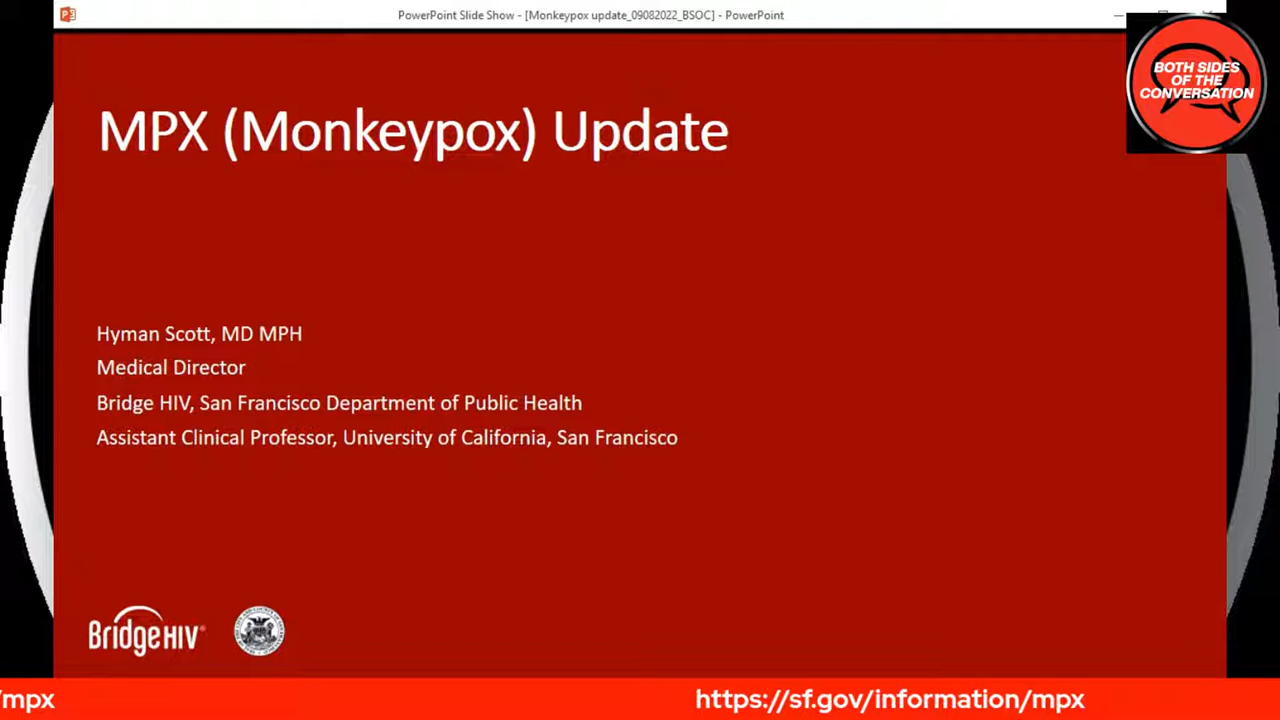 PowerPoint Slide Show - [Monkeypox update_09082022_BSOC] - PowerPoint
BOTH SIDES
OF THE
CONVERSATION
MPX (Monkeypox) Update
Hyman Scott, MD MPH
Medical Director
Bridge HIV, San Francisco Department of Public Health
Assistant Clinical Professor, University of California, San Francisco
BridgeHIV®
/mpx
https://sf.gov/information/mpx